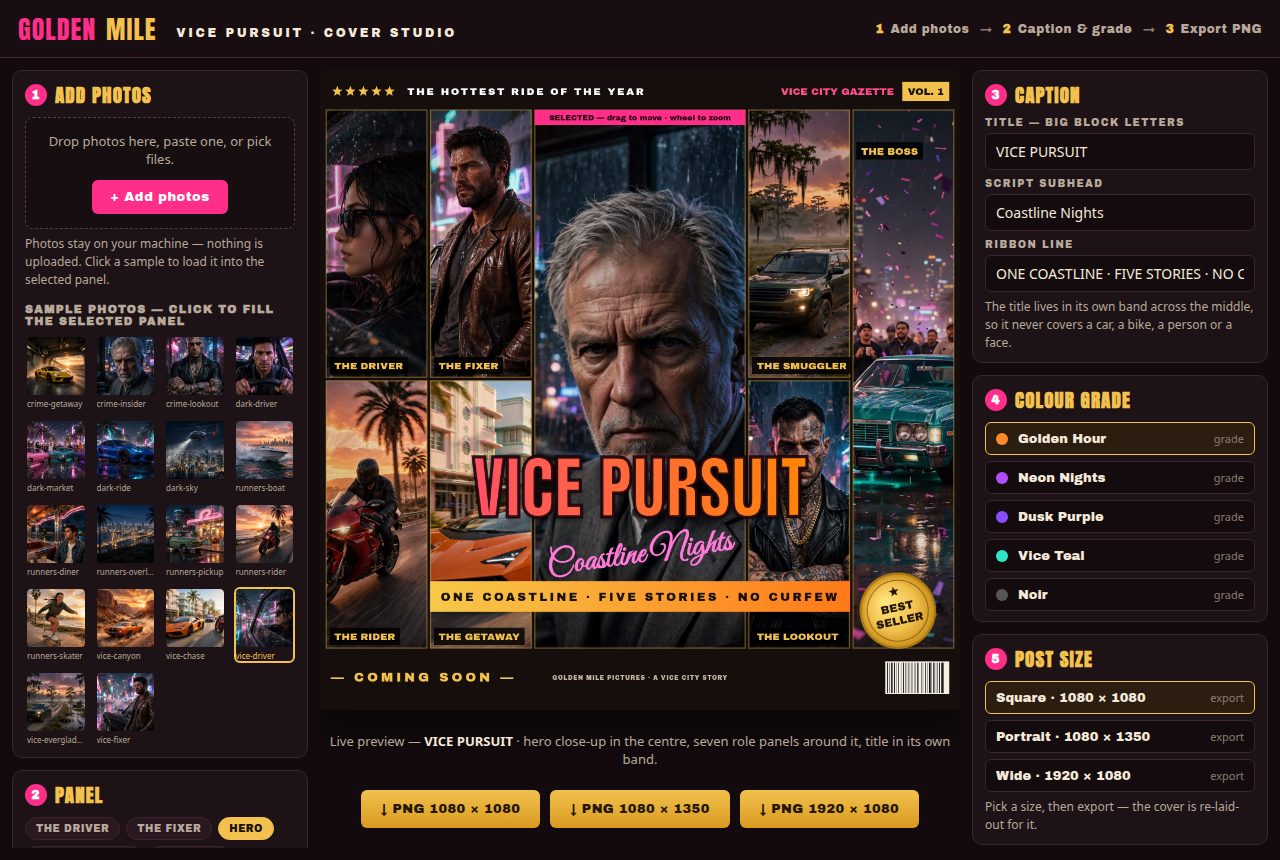 GOLDEN MILE
VICE PURSUIT · COVER STUDIO
1 Add photos → 2 Caption & grade → 3 Export PNG
1 ADD PHOTOS
Drop photos here, paste one, or pick
files.
+ Add photos
Photos stay on your machine — nothing is
uploaded. Click a sample to load it into the
selected panel.
SAMPLE PHOTOS — CLICK TO FILL
THE SELECTED PANEL
crime-getaway
crime-insider
crime-lookout
dark-driver
dark-market
dark-ride
dark-sky
runners-boat
runners-diner
runners-overl...
runners-pickup
runners-rider
runners-skater
vice-canyon
vice-chase
vice-driver
vice-everglad...
vice-fixer
2 PANEL
THE DRIVER
THE FIXER
HERO
★★★★★ THE HOTTEST RIDE OF THE YEAR
VICE CITY GAZETTE
VOL. 1
SELECTED — drag to move · wheel to zoom
THE BOSS
THE DRIVER
THE FIXER
THE SMUGGLER
VICE PURSUIT
Coastline Nights
ONE COASTLINE · FIVE STORIES · NO CURFEW
★
BEST
SELLER
THE RIDER
THE GETAWAY
THE LOOKOUT
— COMING SOON —
GOLDEN MILE PICTURES · A VICE CITY STORY
Live preview — VICE PURSUIT · hero close-up in the centre, seven role panels around it, title in its own
band.
↓ PNG 1080 × 1080
↓ PNG 1080 × 1350
↓ PNG 1920 × 1080
3 CAPTION
TITLE — BIG BLOCK LETTERS
VICE PURSUIT
SCRIPT SUBHEAD
Coastline Nights
RIBBON LINE
ONE COASTLINE · FIVE STORIES · NO C
The title lives in its own band across the middle,
so it never covers a car, a bike, a person or a
face.
4 COLOUR GRADE
Golden Hour grade
Neon Nights grade
Dusk Purple grade
Vice Teal grade
Noir grade
5 POST SIZE
Square · 1080 × 1080 export
Portrait · 1080 × 1350 export
Wide · 1920 × 1080 export
Pick a size, then export — the cover is re-laid-
out for it.